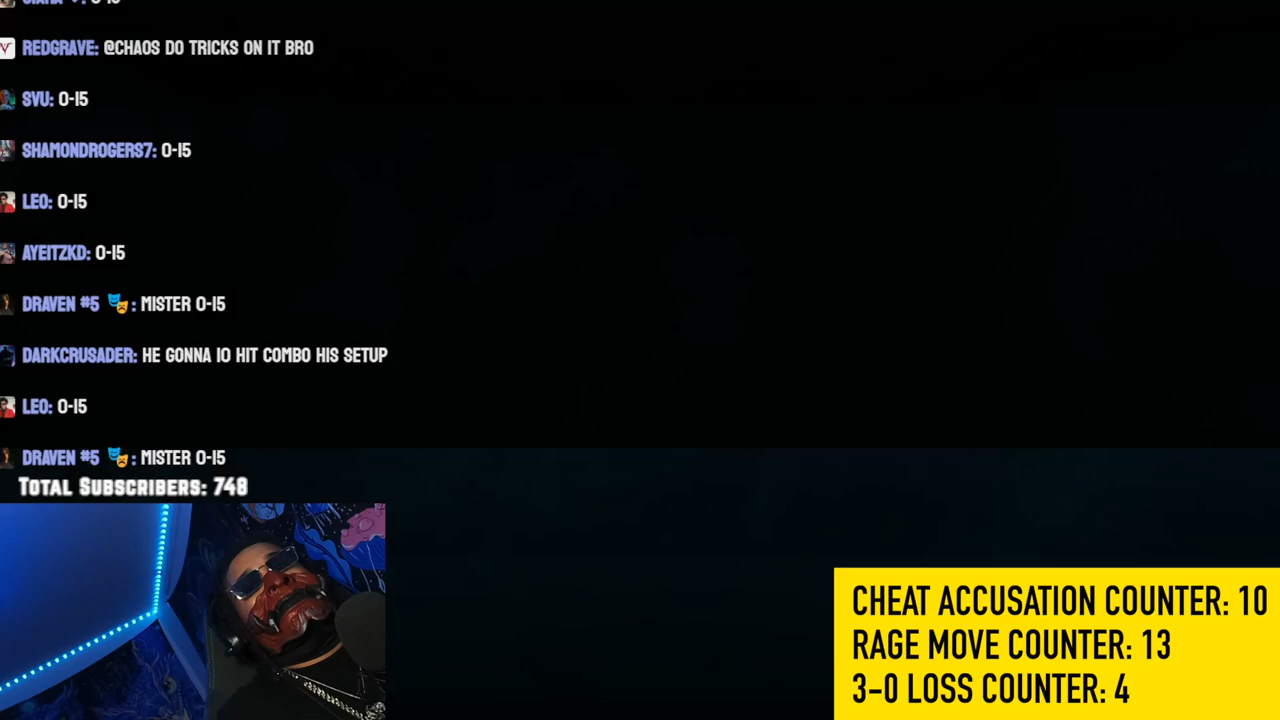 REDGRAVE: @CHAOS DO TRICKS ON IT BRO
SVU: 0-15
SHAMONDROGERS7: 0-15
LEO: 0-15
AYEITZKD: 0-15
DRAVEN #5 🎭: MISTER 0-15
DARKCRUSADER: HE GONNA 10 HIT COMBO HIS SETUP
LEO: 0-15
DRAVEN #5 🎭: MISTER 0-15
TOTAL SUBSCRIBERS: 748
CHEAT ACCUSATION COUNTER: 10
RAGE MOVE COUNTER: 13
3-0 LOSS COUNTER: 4